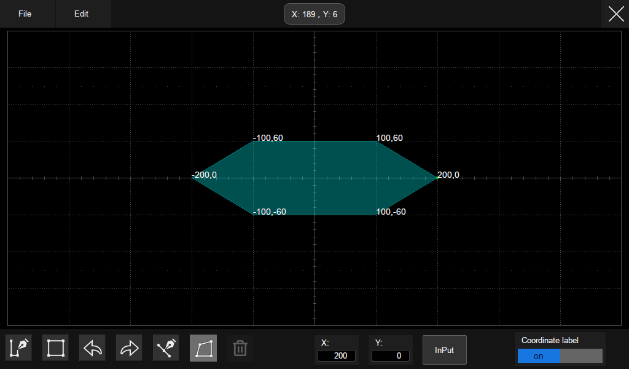 File Edit X: 189 , Y: 6
-100,60 100,60
-200,0 200,0
-100,-60 100,-60
X: Y: Coordinate label
200 0 InPut
on